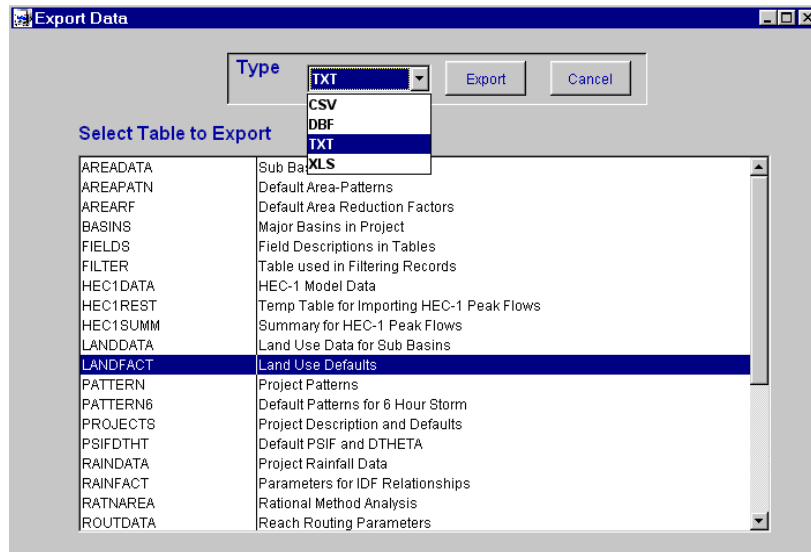 Export Data
Type TXT Export Cancel
CSV
DBF
TXT
XLS
Select Table to Export
AREADATA Sub Ba
AREAPATN Default Area-Patterns
AREARF Default Area Reduction Factors
BASINS Major Basins in Project
FIELDS Field Descriptions in Tables
FILTER Table used in Filtering Records
HEC1DATA HEC-1 Model Data
HEC1REST Temp Table for Importing HEC-1 Peak Flows
HEC1SUMM Summary for HEC-1 Peak Flows
LANDDATA Land Use Data for Sub Basins
LANDFACT Land Use Defaults
PATTERN Project Patterns
PATTERN6 Default Patterns for 6 Hour Storm
PROJECTS Project Description and Defaults
PSIFDTHT Default PSIF and DTHETA
RAINDATA Project Rainfall Data
RAINFACT Parameters for IDF Relationships
RATNAREA Rational Method Analysis
ROUTDATA Reach Routing Parameters